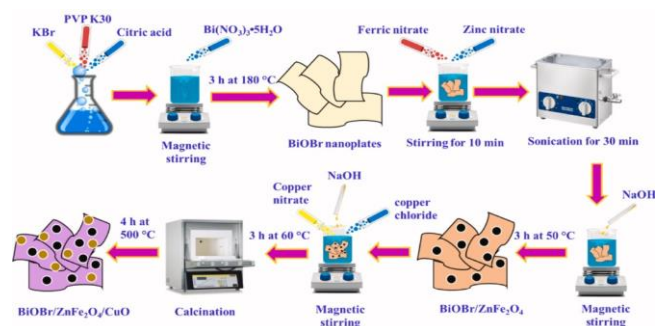 PVP K30
KBr
Citric acid
Bi(NO₃)₃•5H₂O
3 h at 180 °C
Magnetic
stirring
BiOBr nanoplates
Ferric nitrate
Zinc nitrate
Stirring for 10 min
Sonication for 30 min
NaOH
3 h at 50 °C
Magnetic
stirring
BiOBr/ZnFe₂O₄
NaOH
Copper
nitrate
copper
chloride
3 h at 60 °C
Magnetic
stirring
Calcination
4 h at
500 °C
BiOBr/ZnFe₂O₄/CuO